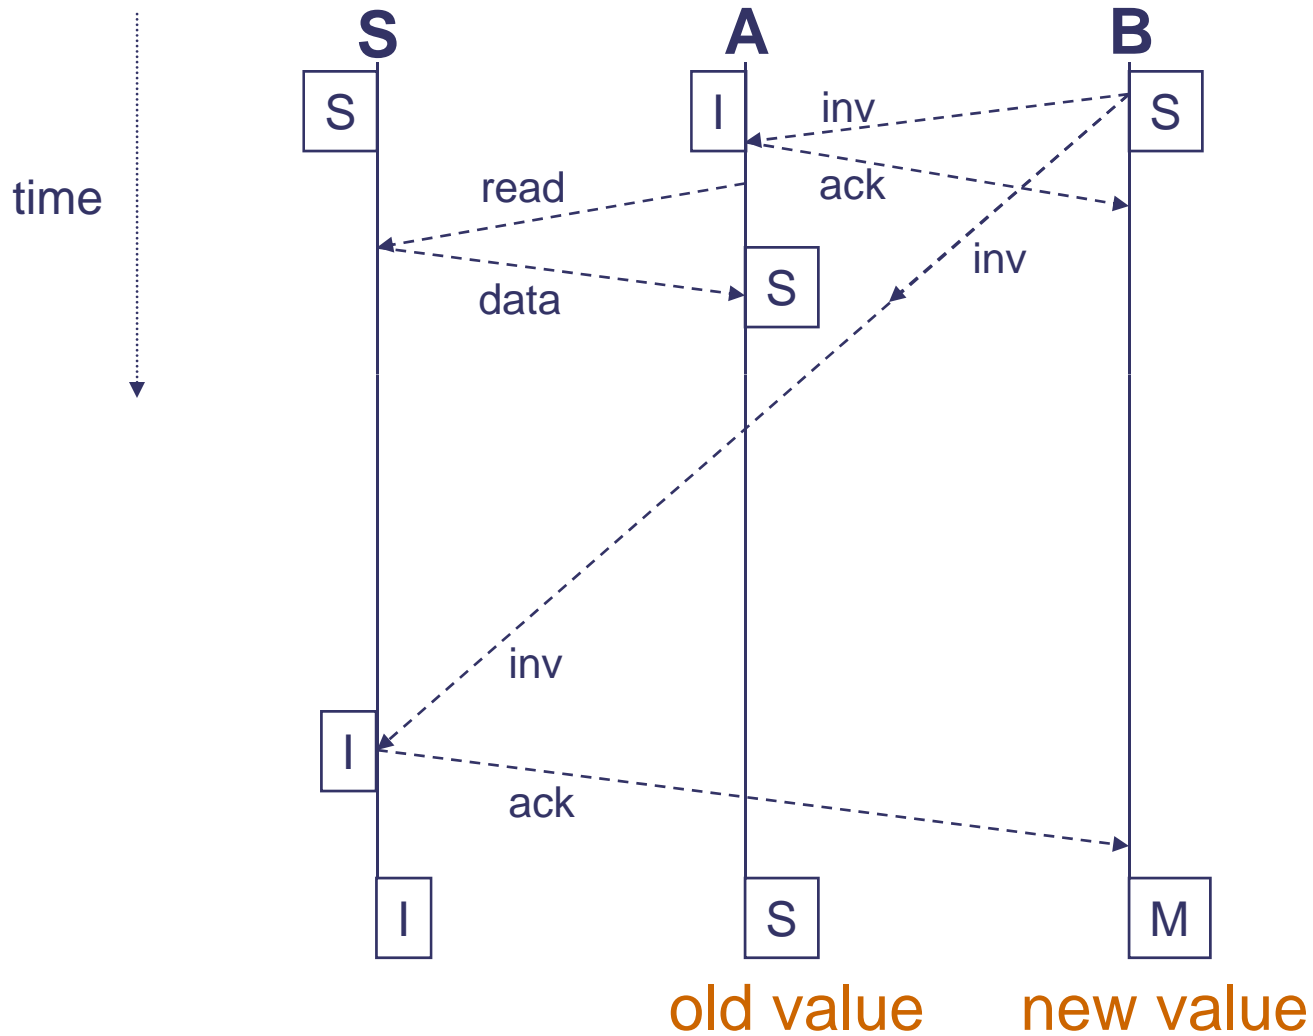 S A B
S I inv S
time read ack
data S inv
inv
I
ack
I S M
old value new value